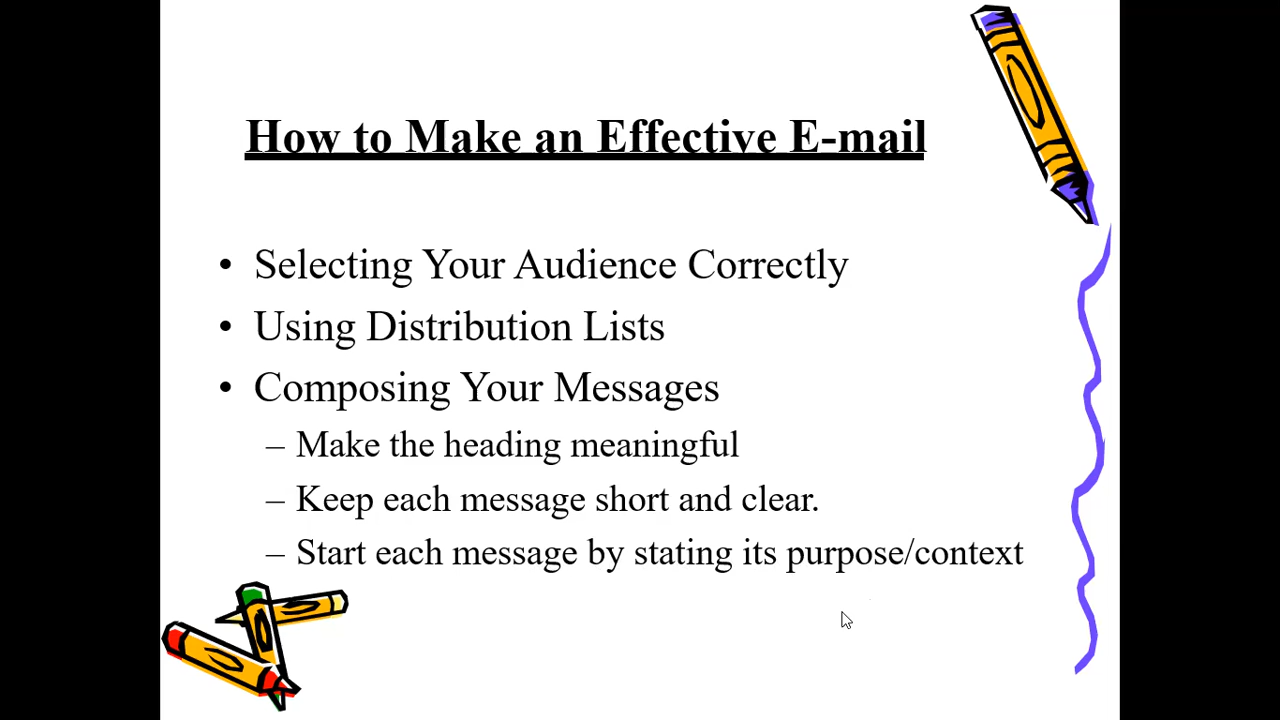 How to Make an Effective E-mail
• Selecting Your Audience Correctly
• Using Distribution Lists
• Composing Your Messages
– Make the heading meaningful
– Keep each message short and clear.
– Start each message by stating its purpose/context